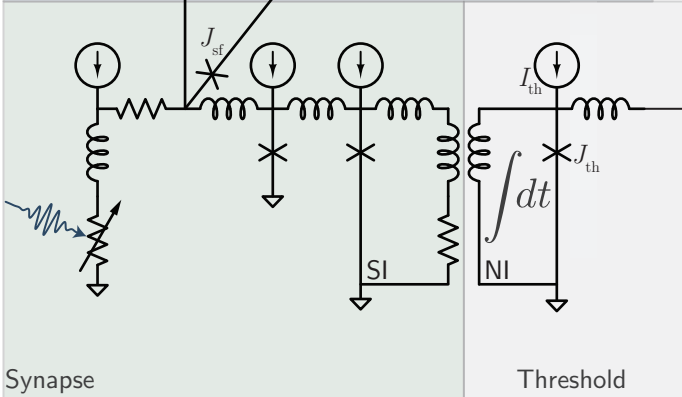 J_sf
I_th
J_th
∫dt
SI
NI
Synapse
Threshold